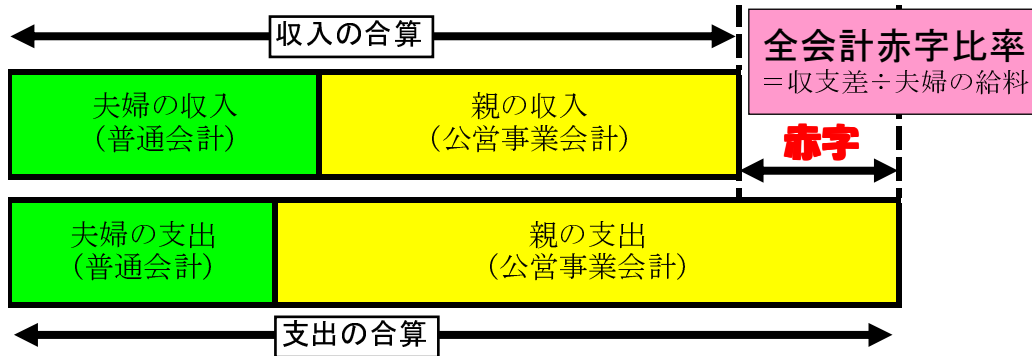 収入の合算
全会計赤字比率
＝収支差÷夫婦の給料
夫婦の収入
（普通会計）
親の収入
（公営事業会計）
赤字
夫婦の支出
（普通会計）
親の支出
（公営事業会計）
支出の合算